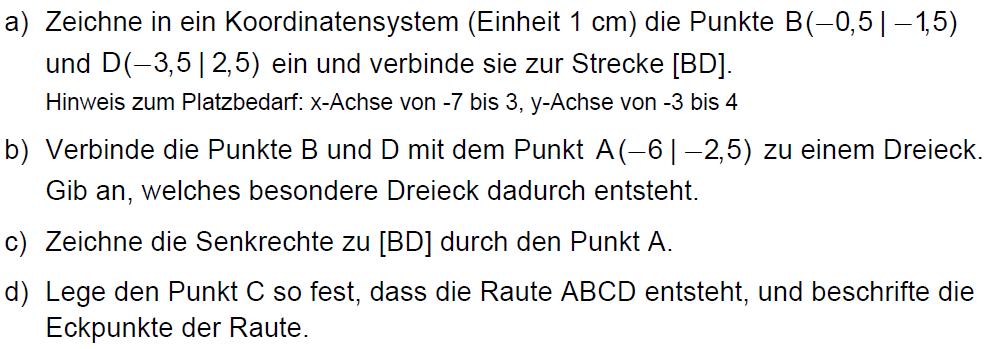 a) Zeichne in ein Koordinatensystem (Einheit 1 cm) die Punkte B(−0,5 | −1,5)
und D(−3,5 | 2,5) ein und verbinde sie zur Strecke [BD].
Hinweis zum Platzbedarf: x-Achse von -7 bis 3, y-Achse von -3 bis 4
b) Verbinde die Punkte B und D mit dem Punkt A(−6 | −2,5) zu einem Dreieck.
Gib an, welches besondere Dreieck dadurch entsteht.
c) Zeichne die Senkrechte zu [BD] durch den Punkt A.
d) Lege den Punkt C so fest, dass die Raute ABCD entsteht, und beschrifte die
Eckpunkte der Raute.